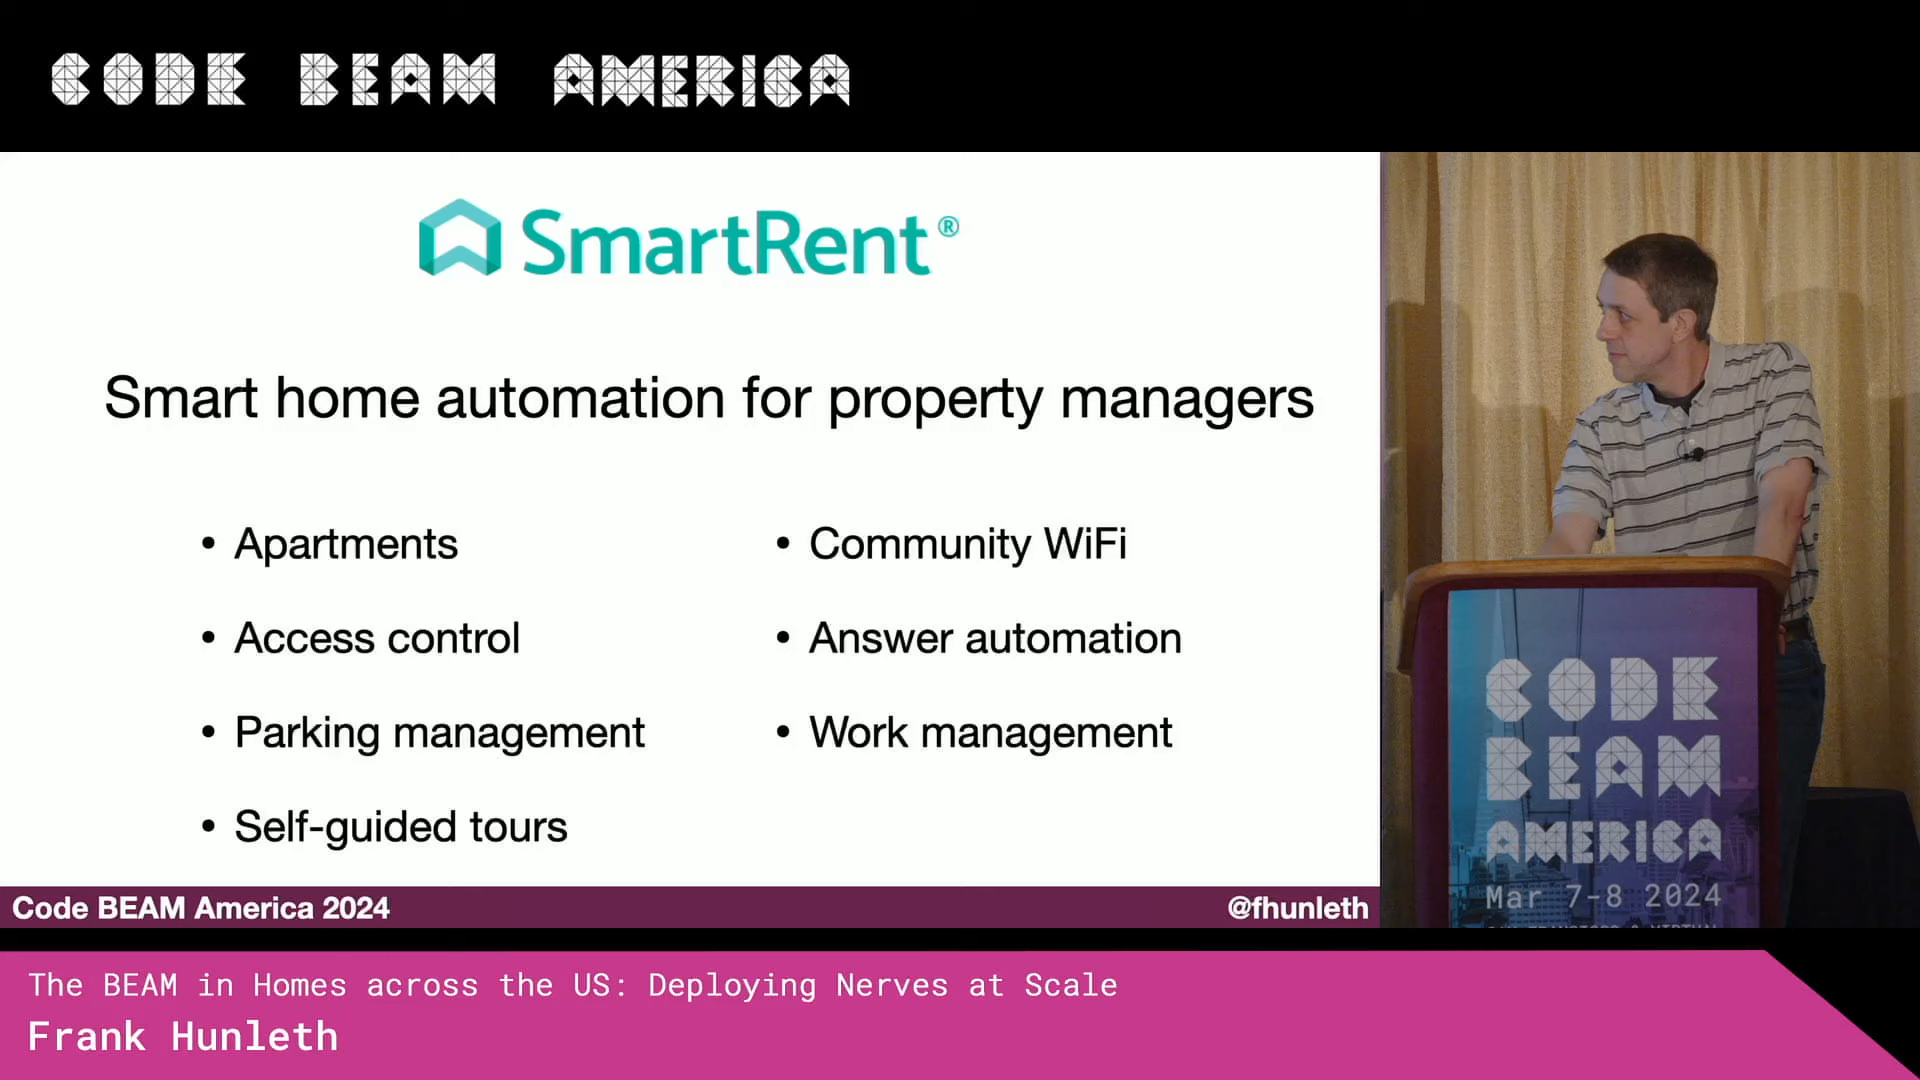 CODE BEAM AMERICA
SmartRent®
Smart home automation for property managers
• Apartments
• Access control
• Parking management
• Self-guided tours
• Community WiFi
• Answer automation
• Work management
Code BEAM America 2024
@fhunleth
CODE
BEAM
AMERICA
Mar 7-8 2024
The BEAM in Homes across the US: Deploying Nerves at Scale
Frank Hunleth